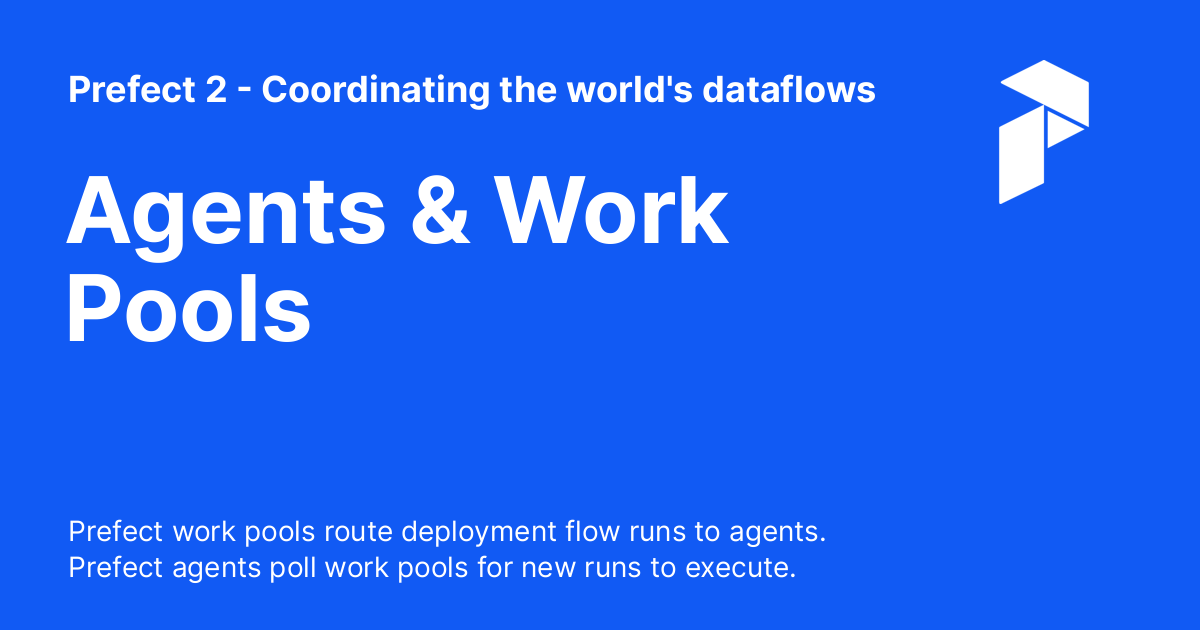 Prefect 2 - Coordinating the world's dataflows
Agents & Work
Pools
Prefect work pools route deployment flow runs to agents.
Prefect agents poll work pools for new runs to execute.